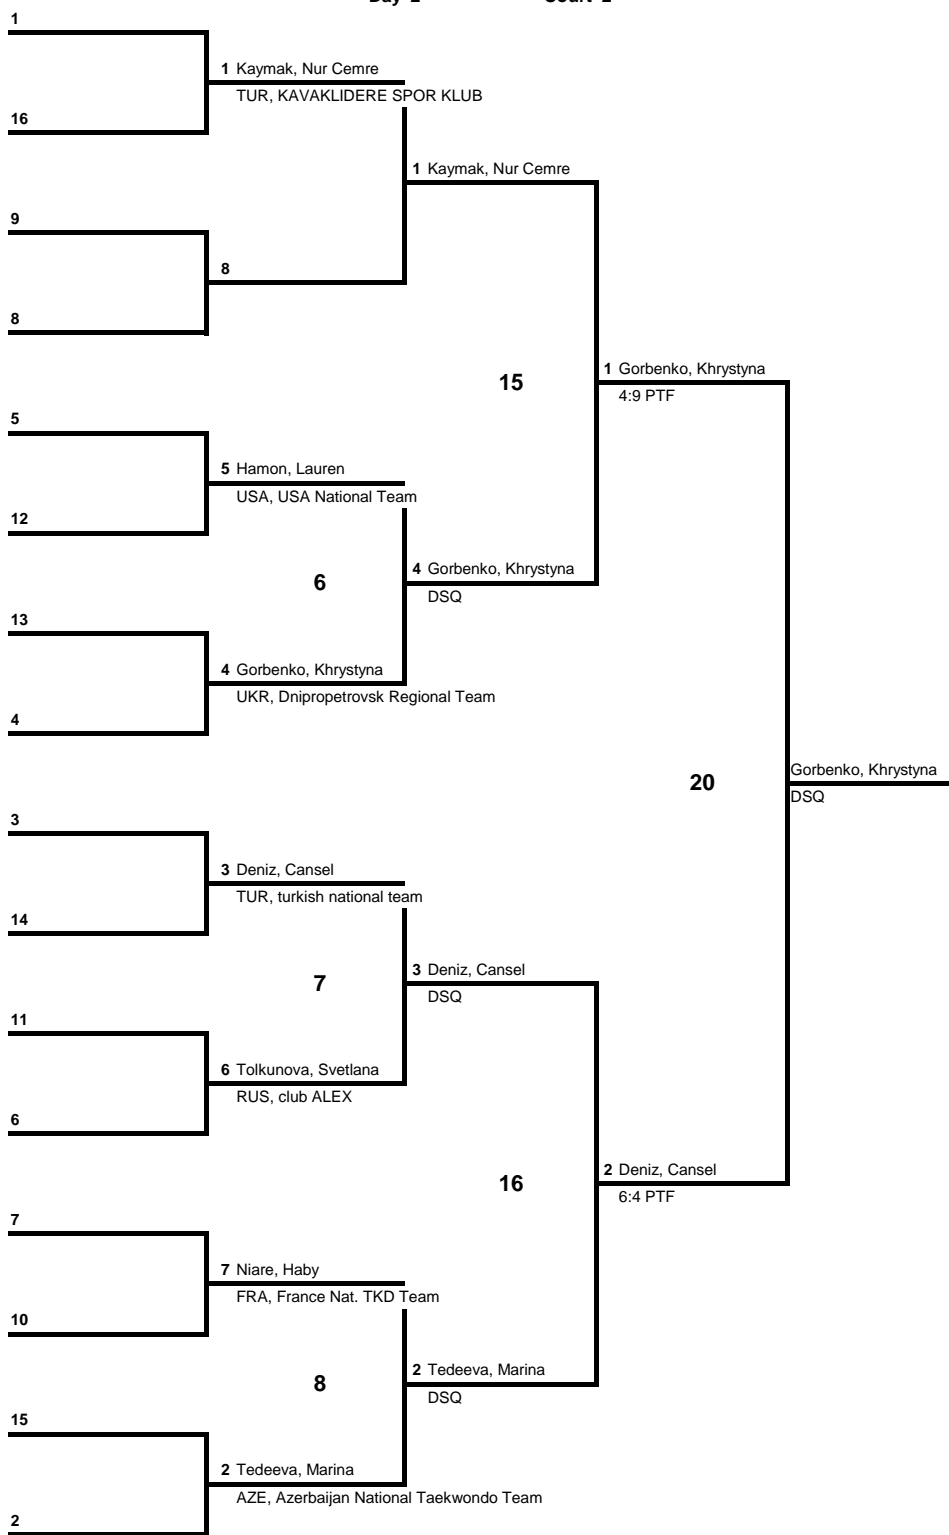 1
1 Kaymak, Nur Cemre
TUR, KAVAKLIDERE SPOR KLUB
16
1 Kaymak, Nur Cemre
9
8
8
15
1 Gorbenko, Khrystyna
4:9 PTF
5
5 Hamon, Lauren
USA, USA National Team
12
4 Gorbenko, Khrystyna
6
DSQ
13
4 Gorbenko, Khrystyna
UKR, Dnipropetrovsk Regional Team
4
Gorbenko, Khrystyna
20
DSQ
3
3 Deniz, Cansel
TUR, turkish national team
14
3 Deniz, Cansel
7
DSQ
11
6 Tolkunova, Svetlana
RUS, club ALEX
6
2 Deniz, Cansel
16
6:4 PTF
7
7 Niare, Haby
FRA, France Nat. TKD Team
10
2 Tedeeva, Marina
8
DSQ
15
2 Tedeeva, Marina
AZE, Azerbaijan National Taekwondo Team
2